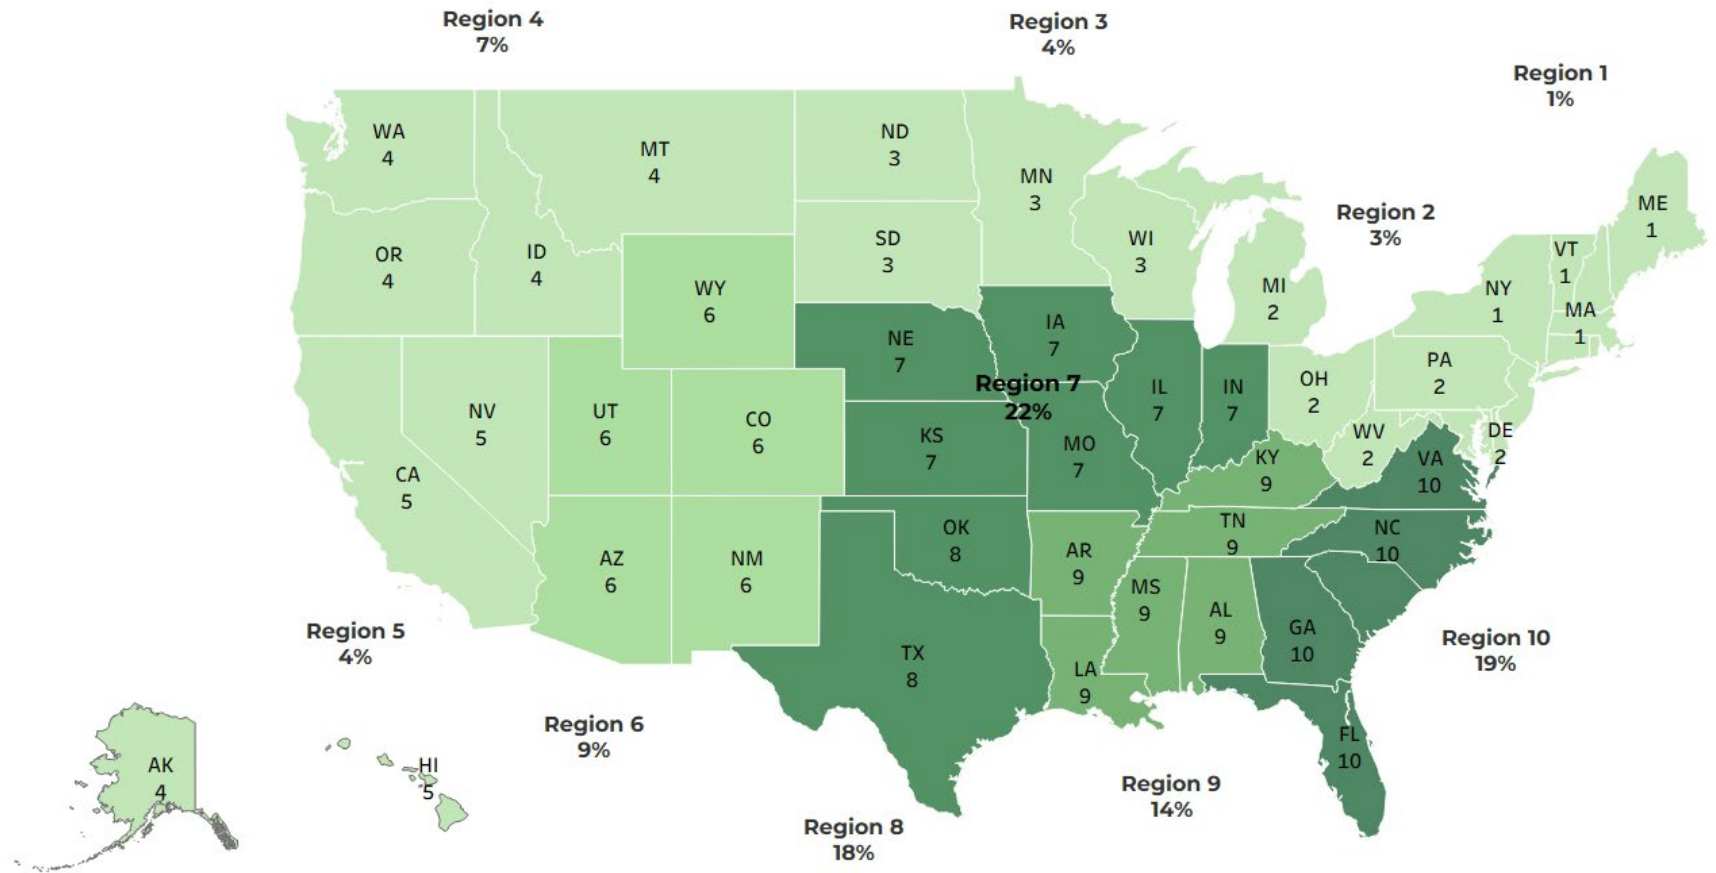 Region 4
7%
Region 3
4%
Region 1
1%
Region 2
3%
WA
4
MT
4
ND
3
MN
3
ME
1
OR
4
ID
4
SD
3
WI
3
VT
1
WY
6
MI
2
NY
1
MA
1
NE
7
IA
7
PA
2
NV
5
UT
6
CO
6
Region 7
22%
IL
7
IN
7
OH
2
CA
5
KS
7
MO
7
KY
9
WV
2
VA
10
DE
2
AZ
6
NM
6
OK
8
AR
9
TN
9
NC
10
MS
9
AL
9
GA
10
TX
8
LA
9
FL
10
Region 5
4%
Region 10
19%
Region 6
9%
AK
4
HI
5
Region 9
14%
Region 8
18%